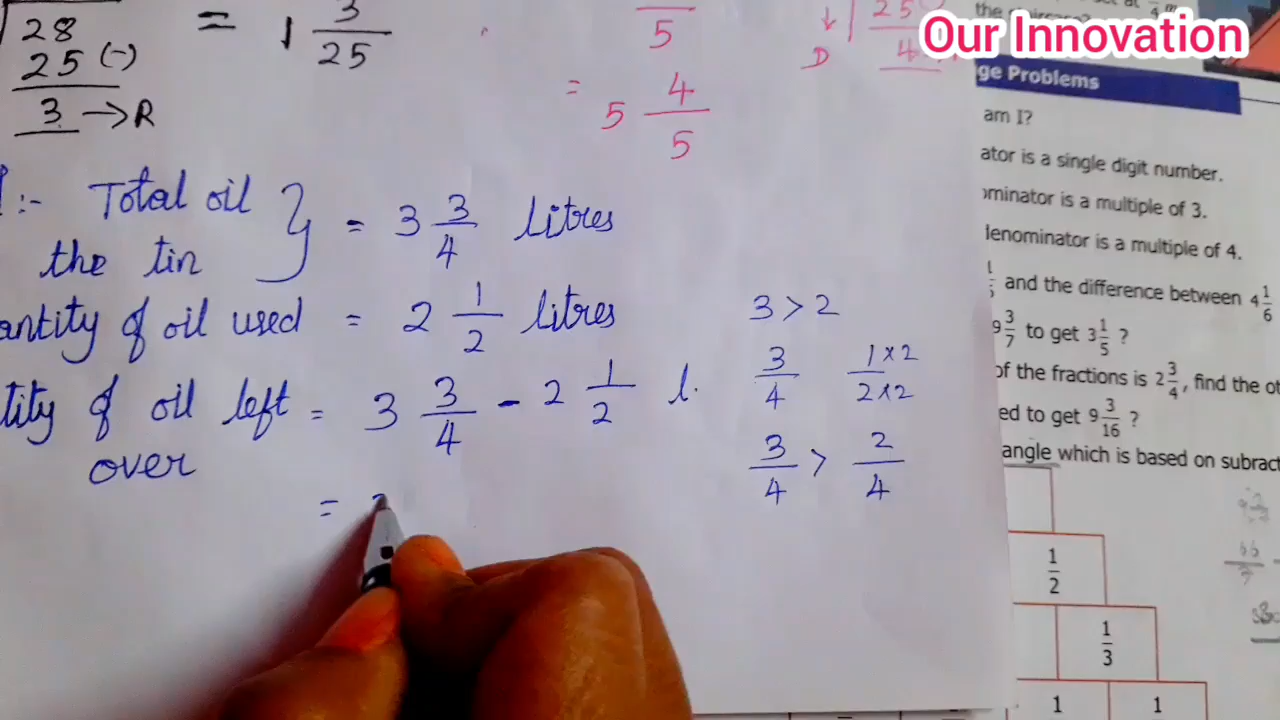 Our Innovation
28
25 (-)
3 → R
= 1 3/25
5
= 5 4/5
↓ 25
D 4
:- Total oil } = 3 3/4 litres
the tin
antity of oil used = 2 1/2 litres
tity of oil left = 3 3/4 - 2 1/2 l.
over
=
3 > 2
3/4 1×2/2×2
3/4 > 2/4
ge Problems
am I?
ator is a single digit number.
ominator is a multiple of 3.
denominator is a multiple of 4.
and the difference between 4 1/6
9 3/7 to get 3 1/5 ?
of the fractions is 2 3/4, find the ot
ed to get 9 3/16 ?
angle which is based on subract
1/2
1/3
1 1